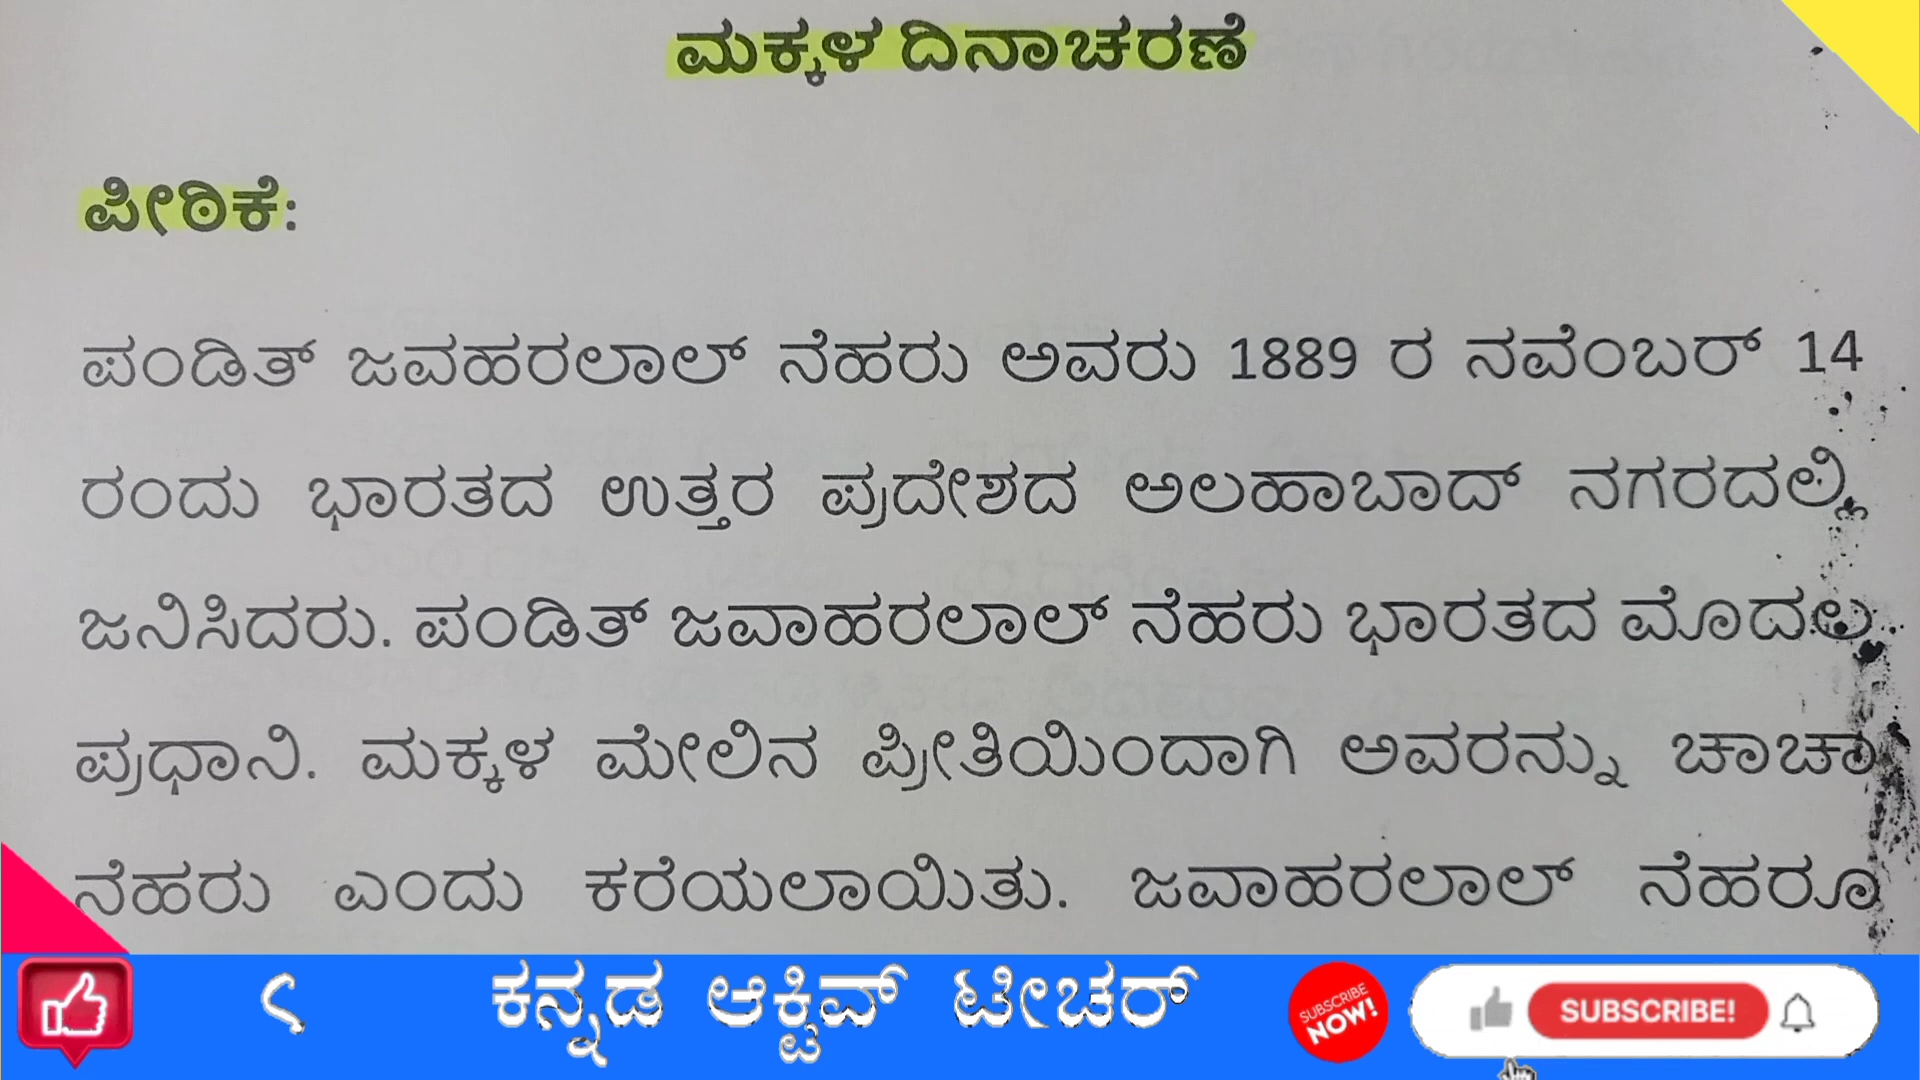 ಮಕ್ಕಳ ದಿನಾಚರಣೆ
ಪೀಠಿಕೆ:
ಪಂಡಿತ್ ಜವಹರಲಾಲ್ ನೆಹರು ಅವರು 1889 ರ ನವೆಂಬರ್ 14
ರಂದು ಭಾರತದ ಉತ್ತರ ಪ್ರದೇಶದ ಅಲಹಾಬಾದ್ ನಗರದಲ್ಲಿ
ಜನಿಸಿದರು. ಪಂಡಿತ್ ಜವಾಹರಲಾಲ್ ನೆಹರು ಭಾರತದ ಮೊದಲ
ಪ್ರಧಾನಿ. ಮಕ್ಕಳ ಮೇಲಿನ ಪ್ರೀತಿಯಿಂದಾಗಿ ಅವರನ್ನು ಚಾಚಾ
ನೆಹರು ಎಂದು ಕರೆಯಲಾಯಿತು. ಜವಾಹರಲಾಲ್ ನೆಹರೂ
ಕನ್ನಡ ಆಕ್ಟಿವ್ ಟೀಚರ್
SUBSCRIBE NOW!
SUBSCRIBE!